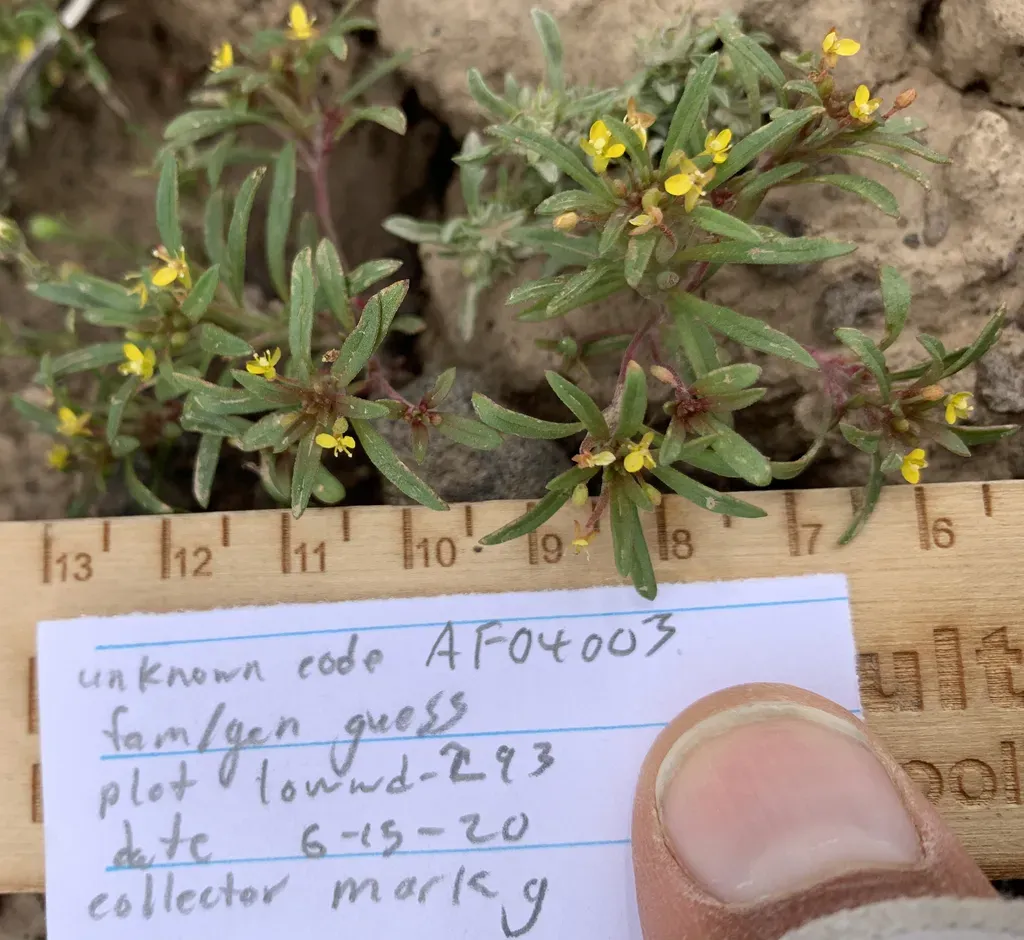 13 12 11 10 9 8 7 6
unknown code AF04003
fam/gen guess
plot lowwd-293
date 6-15-20
collector mark g